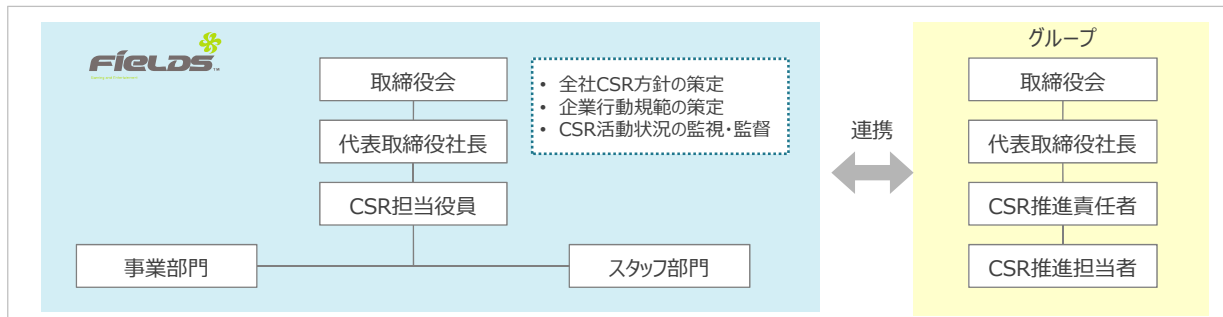 FIELDS
取締役会
代表取締役社長
CSR担当役員
事業部門
スタッフ部門
• 全社CSR方針の策定
• 企業行動規範の策定
• CSR活動状況の監視・監督
連携
グループ
取締役会
代表取締役社長
CSR推進責任者
CSR推進担当者